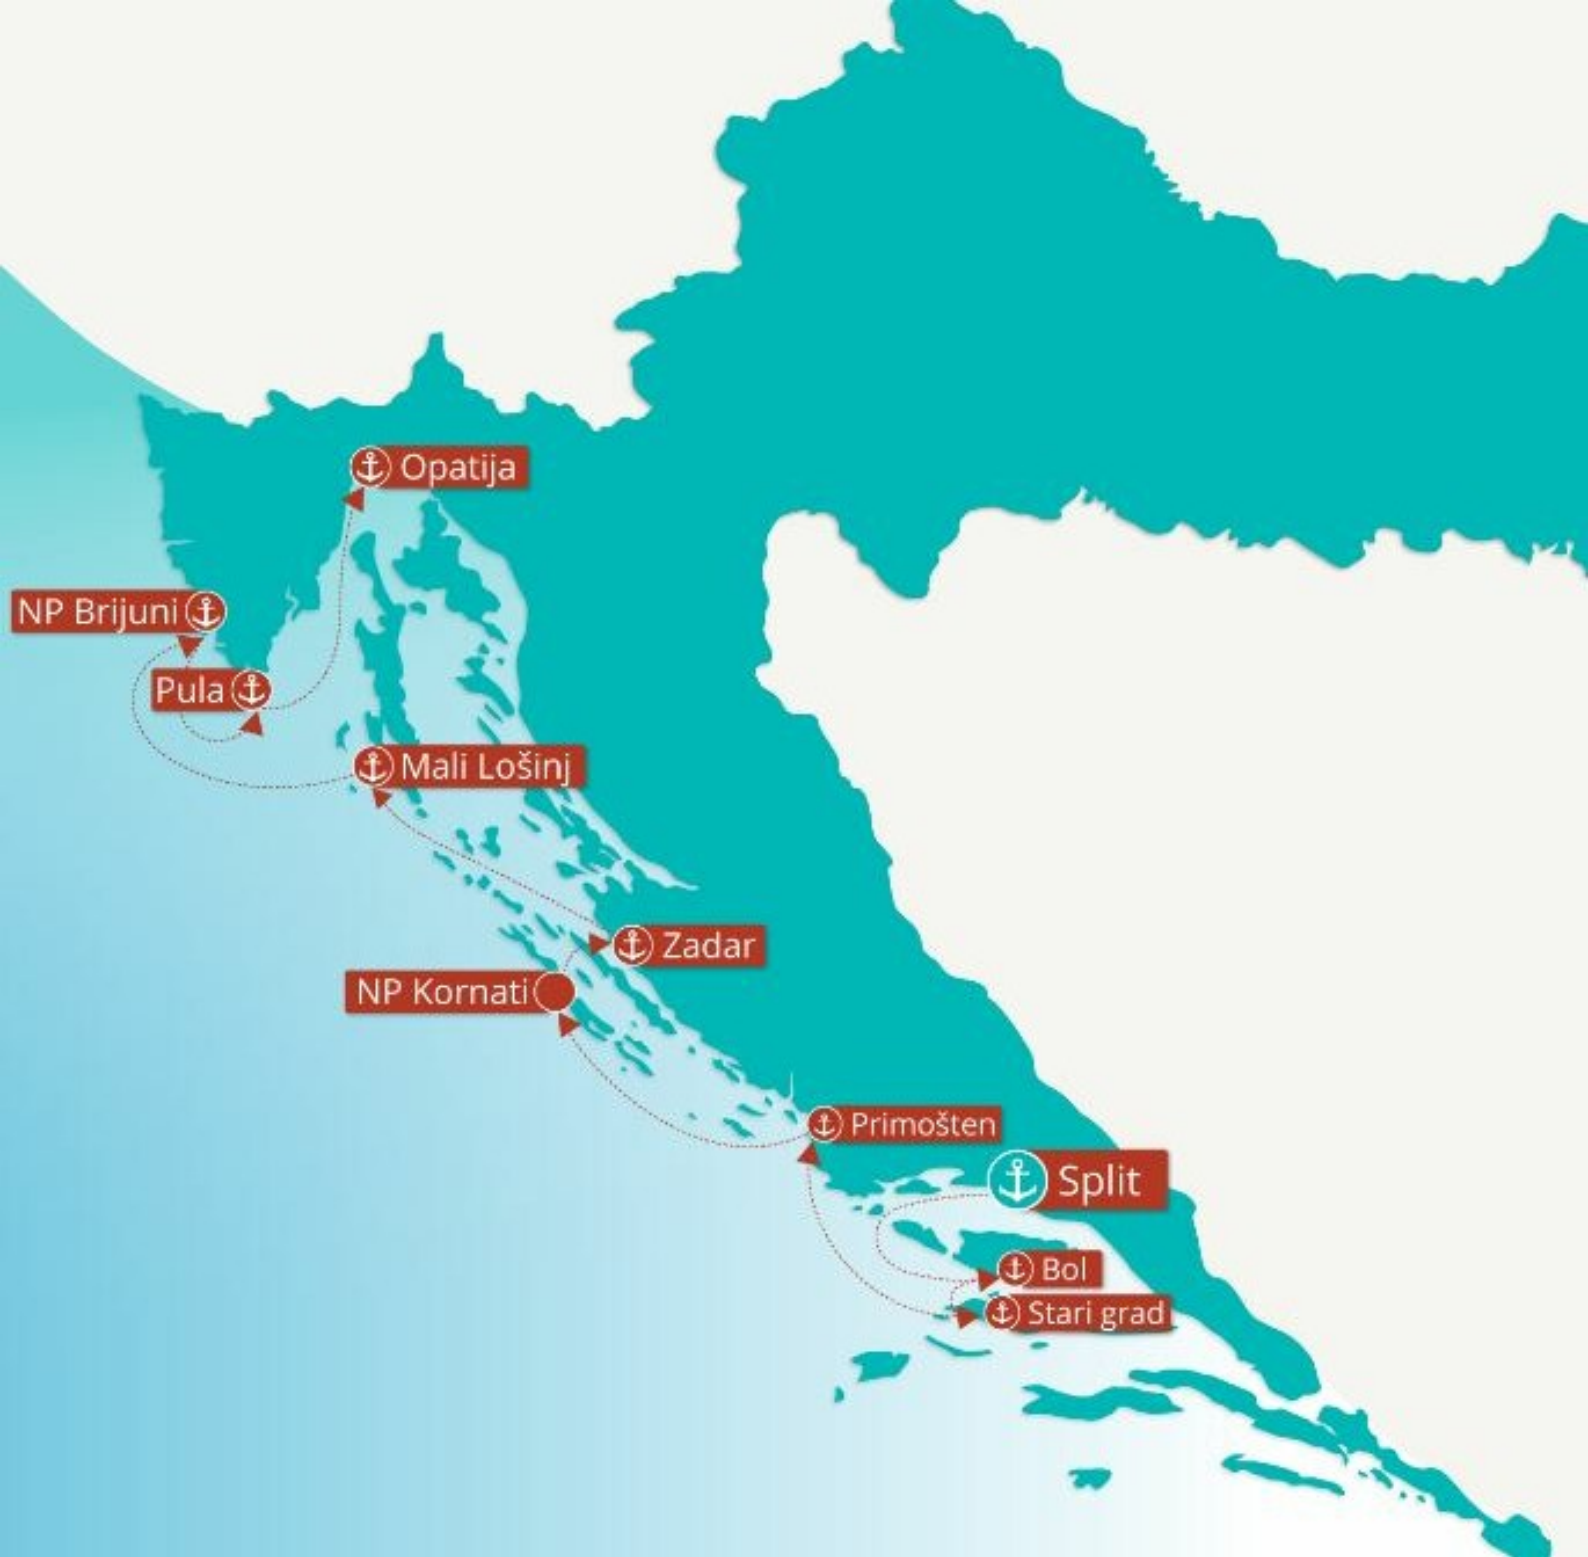 Opatija
NP Brijuni
Pula
Mali Lošinj
Zadar
NP Kornati
Primošten
Split
Bol
Stari grad